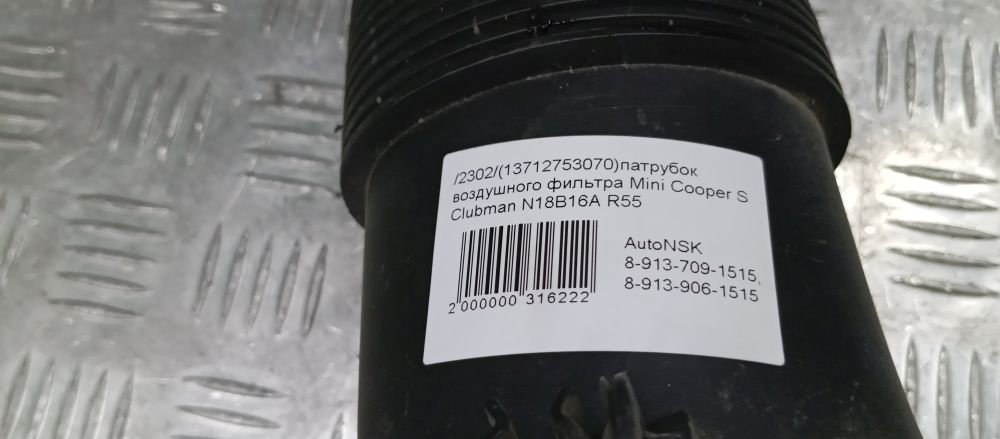 /2302/(13712753070)патрубок
воздушного фильтра Mini Cooper S
Clubman N18B16A R55
AutoNSK
8-913-709-1515,
8-913-906-1515
2 000000 316222